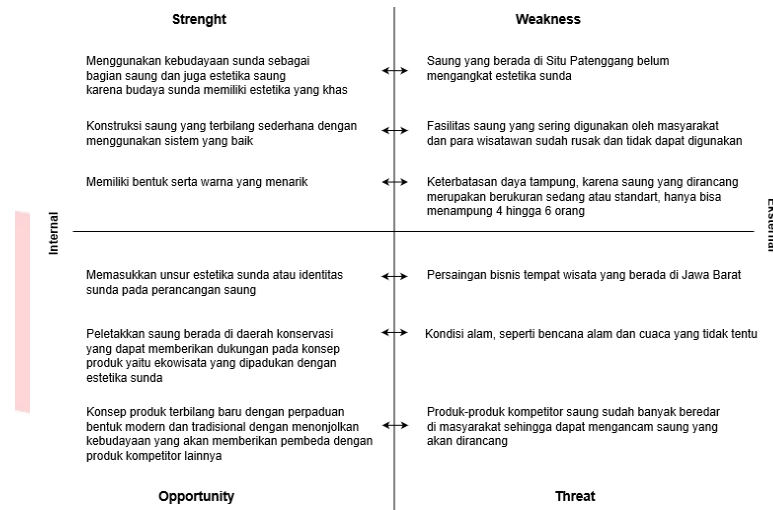 Strenght
Weakness
Menggunakan kebudayaan sunda sebagai
bagian saung dan juga estetika saung
karena budaya sunda memiliki estetika yang khas
Saung yang berada di Situ Patenggang belum
mengangkat estetika sunda
Konstruksi saung yang terbilang sederhana dengan
menggunakan sistem yang baik
Fasilitas saung yang sering digunakan oleh masyarakat
dan para wisatawan sudah rusak dan tidak dapat digunakan
Memiliki bentuk serta warna yang menarik
Keterbatasan daya tampung, karena saung yang dirancang
merupakan berukuran sedang atau standart, hanya bisa
menampung 4 hingga 6 orang
Internal
Eksternal
Memasukkan unsur estetika sunda atau identitas
sunda pada perancangan saung
Persaingan bisnis tempat wisata yang berada di Jawa Barat
Peletakkan saung berada di daerah konservasi
yang dapat memberikan dukungan pada konsep
produk yaitu ekowisata yang dipadukan dengan
estetika sunda
Kondisi alam, seperti bencana alam dan cuaca yang tidak tentu
Konsep produk terbilang baru dengan perpaduan
bentuk modern dan tradisional dengan menonjolkan
kebudayaan yang akan memberikan pembeda dengan
produk kompetitor lainnya
Produk-produk kompetitor saung sudah banyak beredar
di masyarakat sehingga dapat mengancam saung yang
akan dirancang
Opportunity
Threat